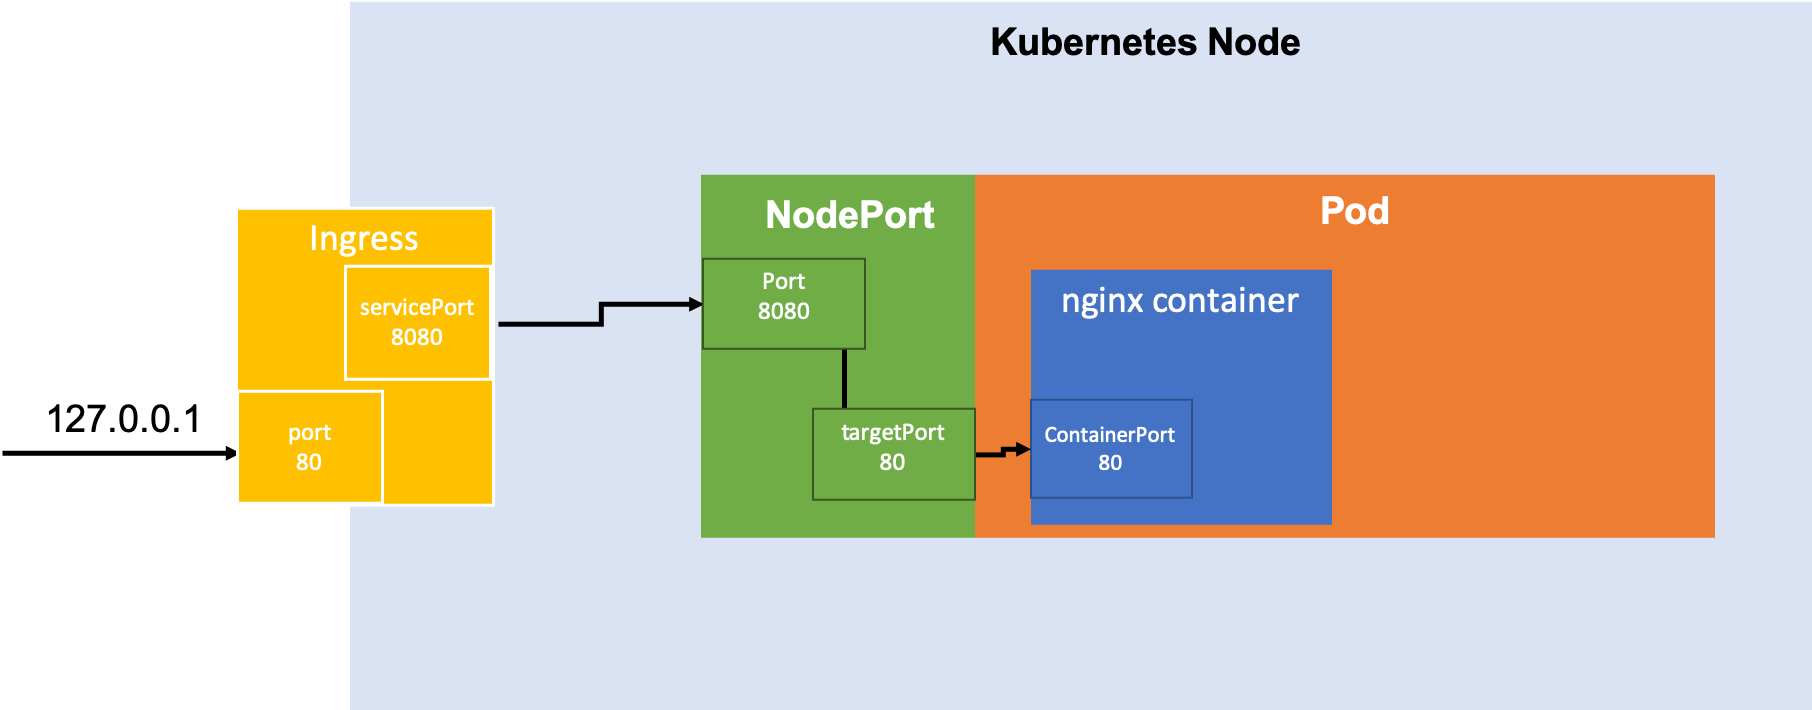 Kubernetes Node
Ingress
servicePort
8080
127.0.0.1
port
80
NodePort
Port
8080
targetPort
80
Pod
nginx container
ContainerPort
80